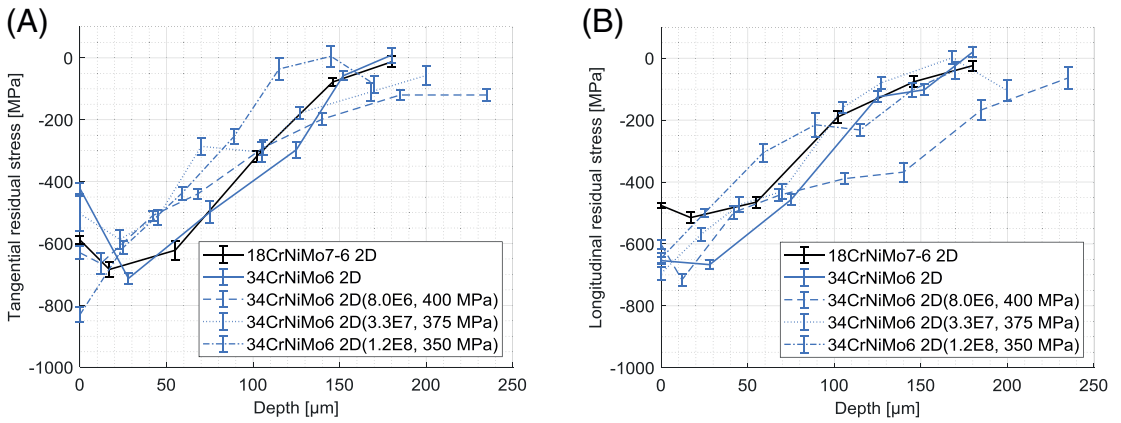 (A)
Tangential residual stress [MPa]
0
-200
-400
-600
-800
-1000
0
50
100
150
200
250
Depth [µm]
18CrNiMo7-6 2D
34CrNiMo6 2D
34CrNiMo6 2D(8.0E6, 400 MPa)
34CrNiMo6 2D(3.3E7, 375 MPa)
34CrNiMo6 2D(1.2E8, 350 MPa)
(B)
Longitudinal residual stress [MPa]
0
-200
-400
-600
-800
-1000
0
50
100
150
200
250
Depth [µm]
18CrNiMo7-6 2D
34CrNiMo6 2D
34CrNiMo6 2D(8.0E6, 400 MPa)
34CrNiMo6 2D(3.3E7, 375 MPa)
34CrNiMo6 2D(1.2E8, 350 MPa)